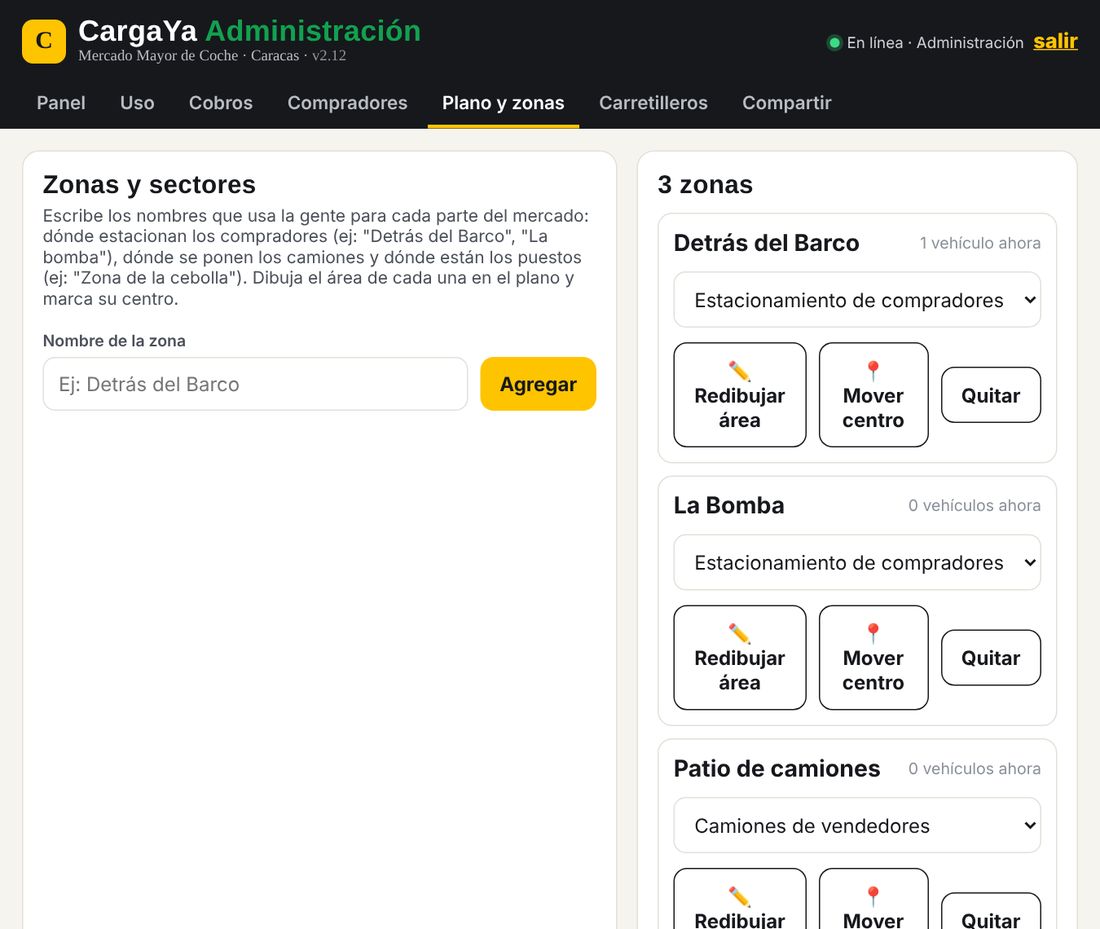 C
CargaYa Administración
Mercado Mayor de Coche · Caracas · v2.12
En línea · Administración salir
Panel Uso Cobros Compradores Plano y zonas Carretilleros Compartir
Zonas y sectores
Escribe los nombres que usa la gente para cada parte del mercado:
dónde estacionan los compradores (ej: "Detrás del Barco", "La
bomba"), dónde se ponen los camiones y dónde están los puestos
(ej: "Zona de la cebolla"). Dibuja el área de cada una en el plano y
marca su centro.
Nombre de la zona
Ej: Detrás del Barco
Agregar
3 zonas
Detrás del Barco
1 vehículo ahora
Estacionamiento de compradores
✏️
Redibujar
área
📍
Mover
centro
Quitar
La Bomba
0 vehículos ahora
Estacionamiento de compradores
✏️
Redibujar
área
📍
Mover
centro
Quitar
Patio de camiones
0 vehículos ahora
Camiones de vendedores
✏️
Redibujar
📍
Mover
Quitar